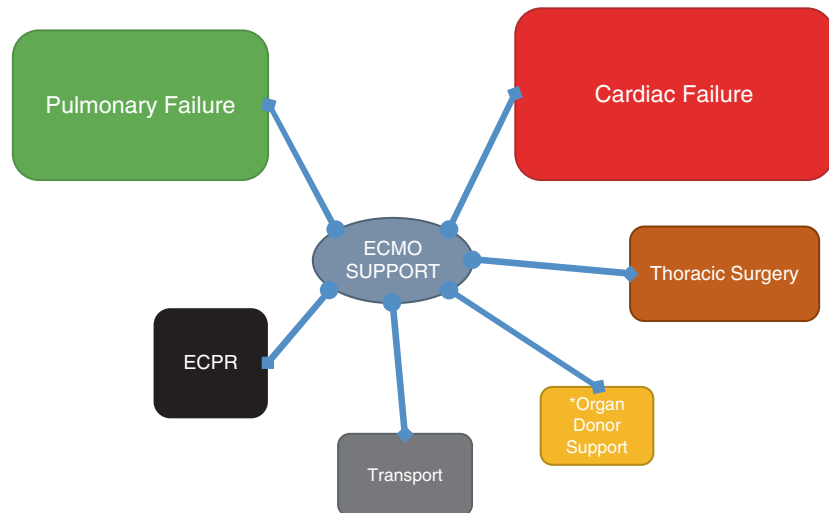 Pulmonary Failure
Cardiac Failure
ECMO
SUPPORT
Thoracic Surgery
ECPR
*Organ
Donor
Support
Transport